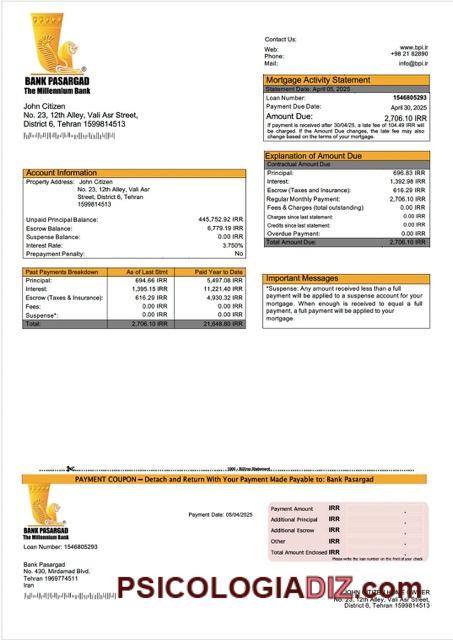 BANK PASARGAD
The Millennium Bank
Contact Us:
Web: www.bpi.ir
Phone: +98 21 82890
Mail: info@bpi.ir
John Citizen
No. 23, 12th Alley, Vali Asr Street,
District 6, Tehran 1599814513
Mortgage Activity Statement
Statement Date: April 05, 2025
Loan Number: 1546805293
Payment Due Date: April 30, 2025
Amount Due: 2,706.10 IRR
If payment is received after 30/04/25, a late fee of 104.49 IRR will
be charged. If the Amount Due changes, the late fee may also
change based on the terms of your mortgage.
Account Information
Property Address: John Citizen
No. 23, 12th Alley, Vali Asr
Street, District 6, Tehran
1599814513
Unpaid Principal Balance: 445,752.92 IRR
Escrow Balance: 6,779.19 IRR
Suspense Balance: 0.00 IRR
Interest Rate: 3.750%
Prepayment Penalty: No
Explanation of Amount Due
Contractual Amount Due
Principal: 696.83 IRR
Interest: 1,392.98 IRR
Escrow (Taxes and Insurance): 616.29 IRR
Regular Monthly Payment: 2,706.10 IRR
Fees & Charges (total outstanding) 0.00 IRR
Charges since last statement: 0.00 IRR
Credits since last statement: 0.00 IRR
Overdue Payment: 0.00 IRR
Total Amount Due: 2,706.10 IRR
Past Payments Breakdown As of Last Stmt Paid Year to Date
Principal: 694.66 IRR 5,497.08 IRR
Interest: 1,395.15 IRR 11,221.40 IRR
Escrow (Taxes & Insurance): 616.29 IRR 4,930.32 IRR
Fees: 0.00 IRR 0.00 IRR
Suspense*: 0.00 IRR 0.00 IRR
Total: 2,706.10 IRR 21,648.80 IRR
Important Messages
*Suspense: Any amount received less than a full
payment will be applied to a suspense account for your
mortgage. When enough is received to equal a full
payment, a full payment will be applied to your
mortgage.
PAYMENT COUPON – Detach and Return With Your Payment Made Payable to: Bank Pasargad
BANK PASARGAD
The Millennium Bank
Loan Number: 1546805293
Payment Date: 05/04/2025
Payment Amount IRR .
Additional Principal IRR .
Additional Escrow IRR .
Other IRR .
Total Amount Enclosed IRR .
Please write the loan number on the front of your check
Bank Pasargad
No. 430, Mirdamad Blvd.
Tehran 1969774511
Iran
PSICOLOGIADIZ.com
JOHN CITIZEN HOME OWNER
No. 23, 12th Alley, Vali Asr Street,
District 6, Tehran 1599814513